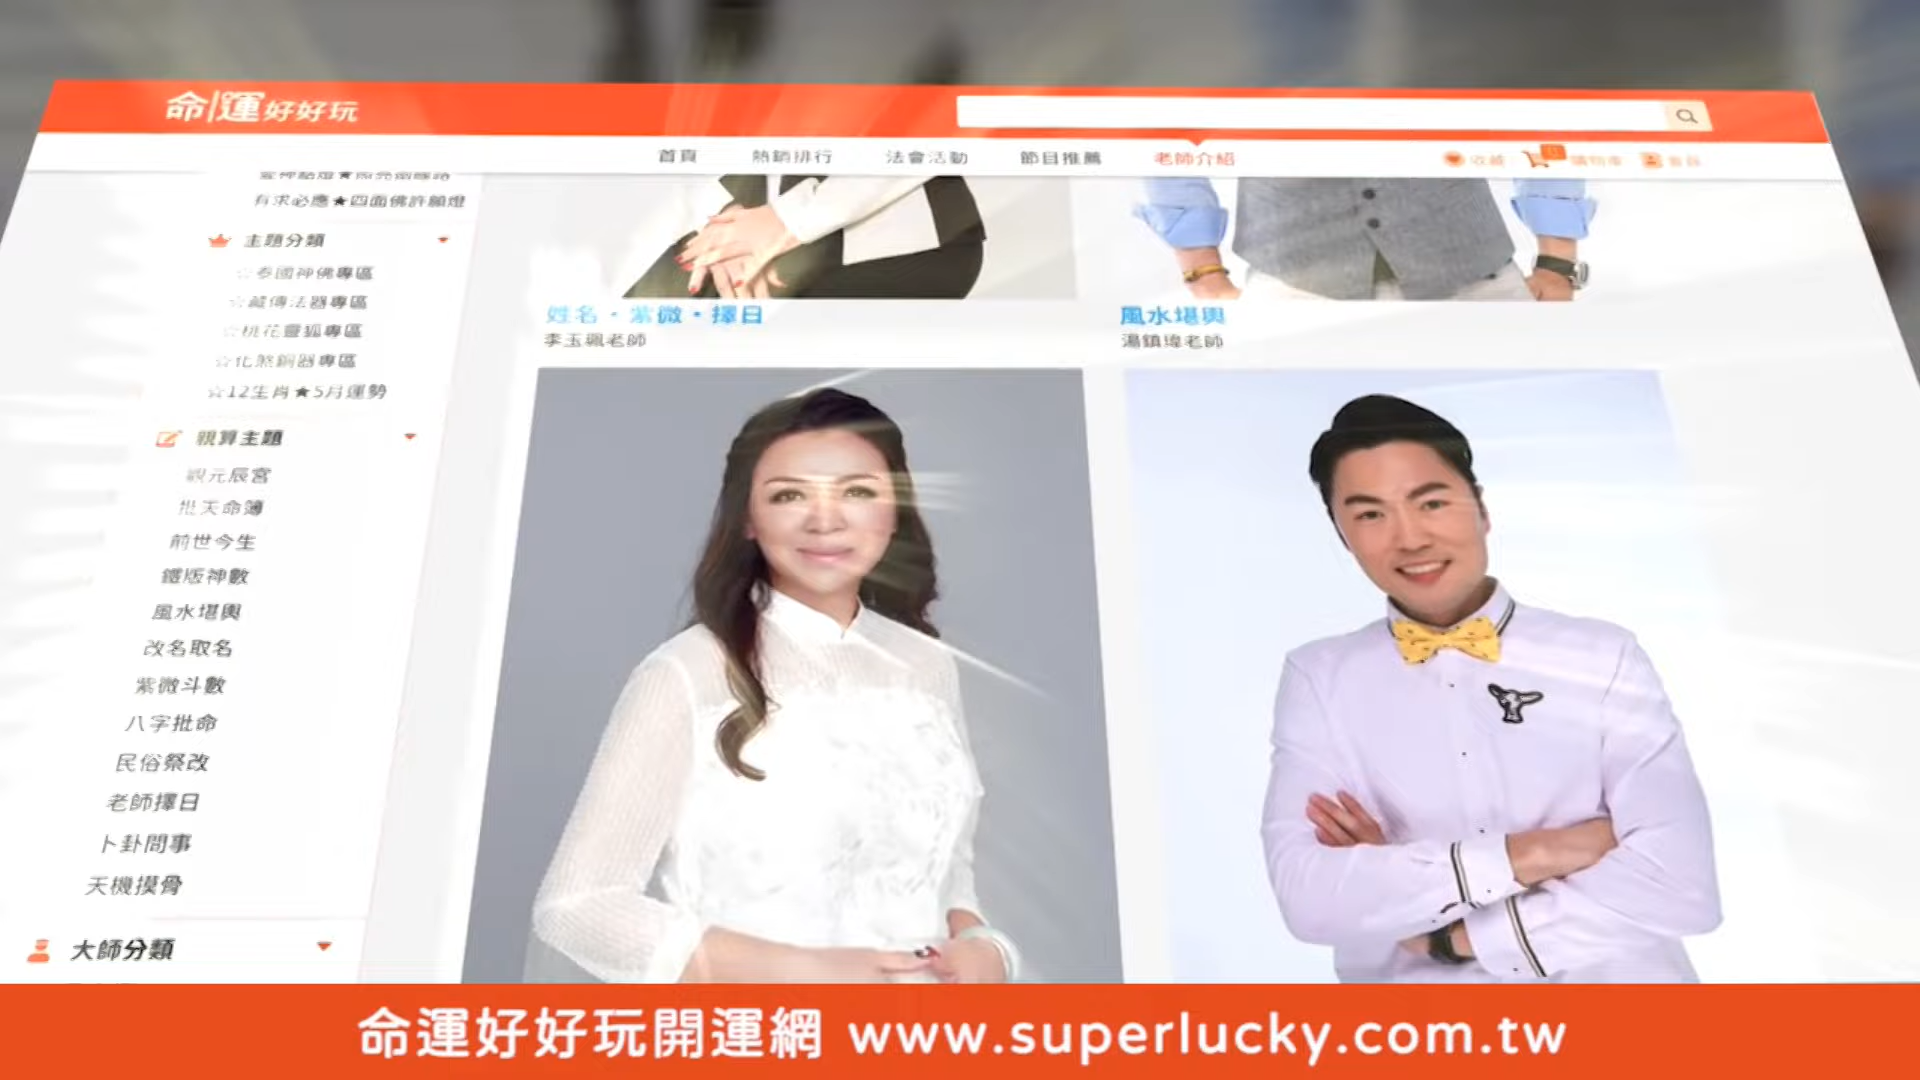 命運好好玩
首頁 熱銷排行 法會活動 節目推薦 老師介紹 收藏 購物車 會員
有求必應★四面佛許願燈
主題分類
☆泰國神佛專區
☆藏傳法器專區
☆桃花靈狐專區
☆化煞銅器專區
☆12生肖★5月運勢
親算主題
觀元辰宮
批天命簿
前世今生
鐵版神數
風水堪輿
改名取名
紫微斗數
八字批命
民俗祭改
老師擇日
卜卦問事
天機摸骨
大師分類
姓名・紫微・擇日
李玉珮老師
風水堪輿
湯鎮瑋老師
命運好好玩開運網 www.superlucky.com.tw